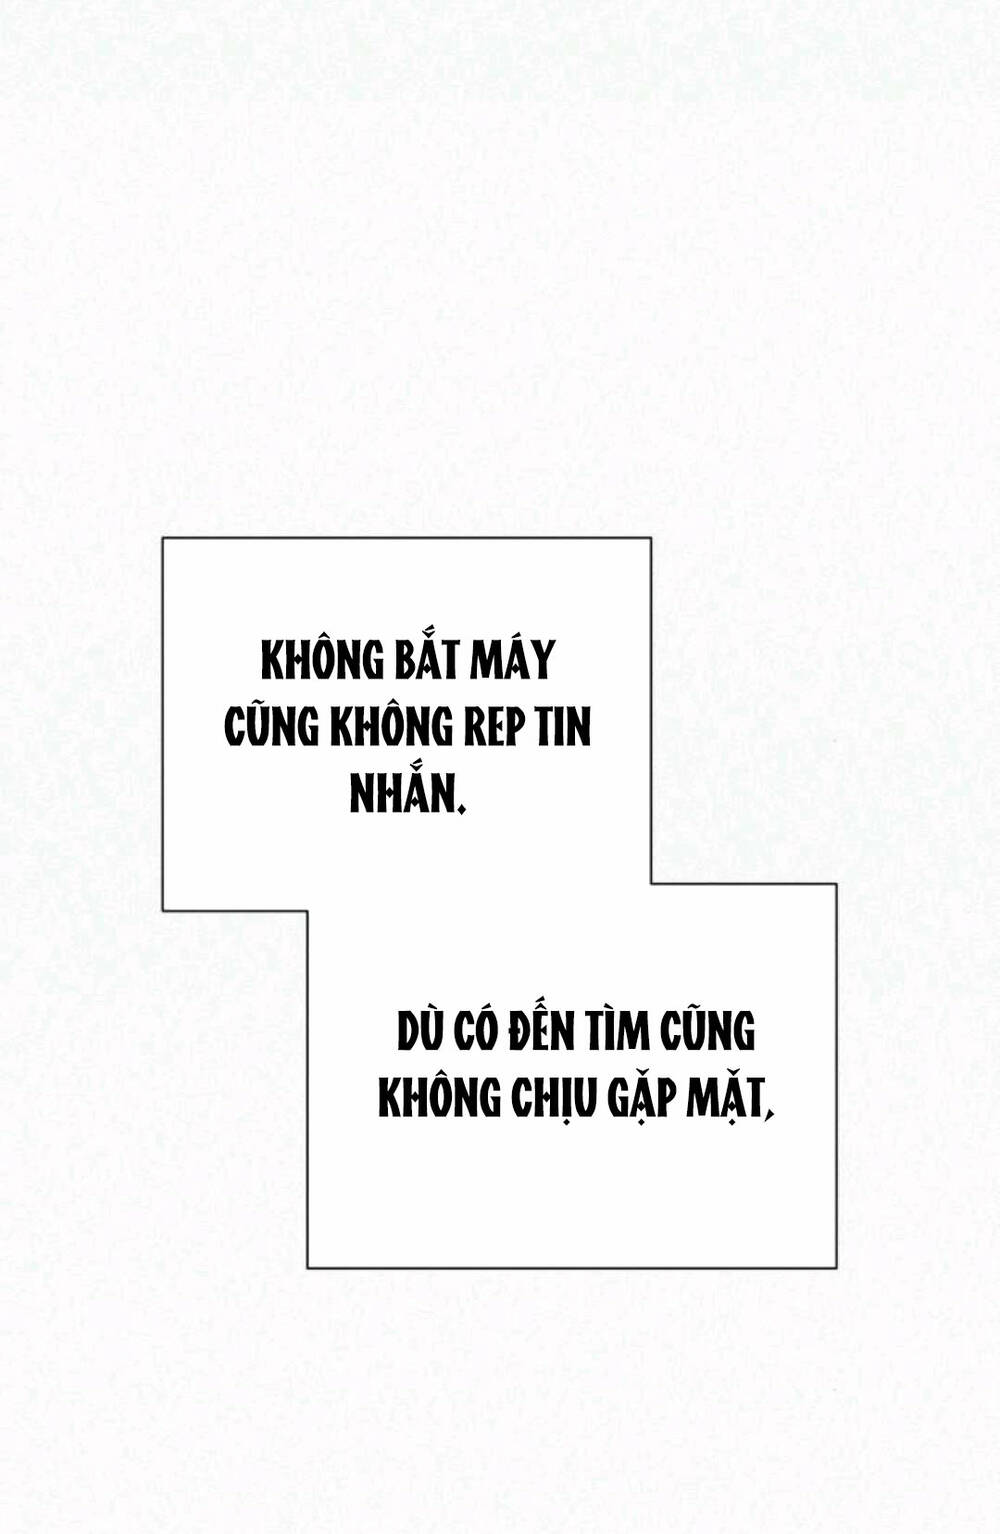 KHÔNG BẮT MÁY
CŨNG KHÔNG REP TIN
NHẮN.
DÙ CÓ ĐẾN TÌM CŨNG
KHÔNG CHỊU GẶP MẶT,